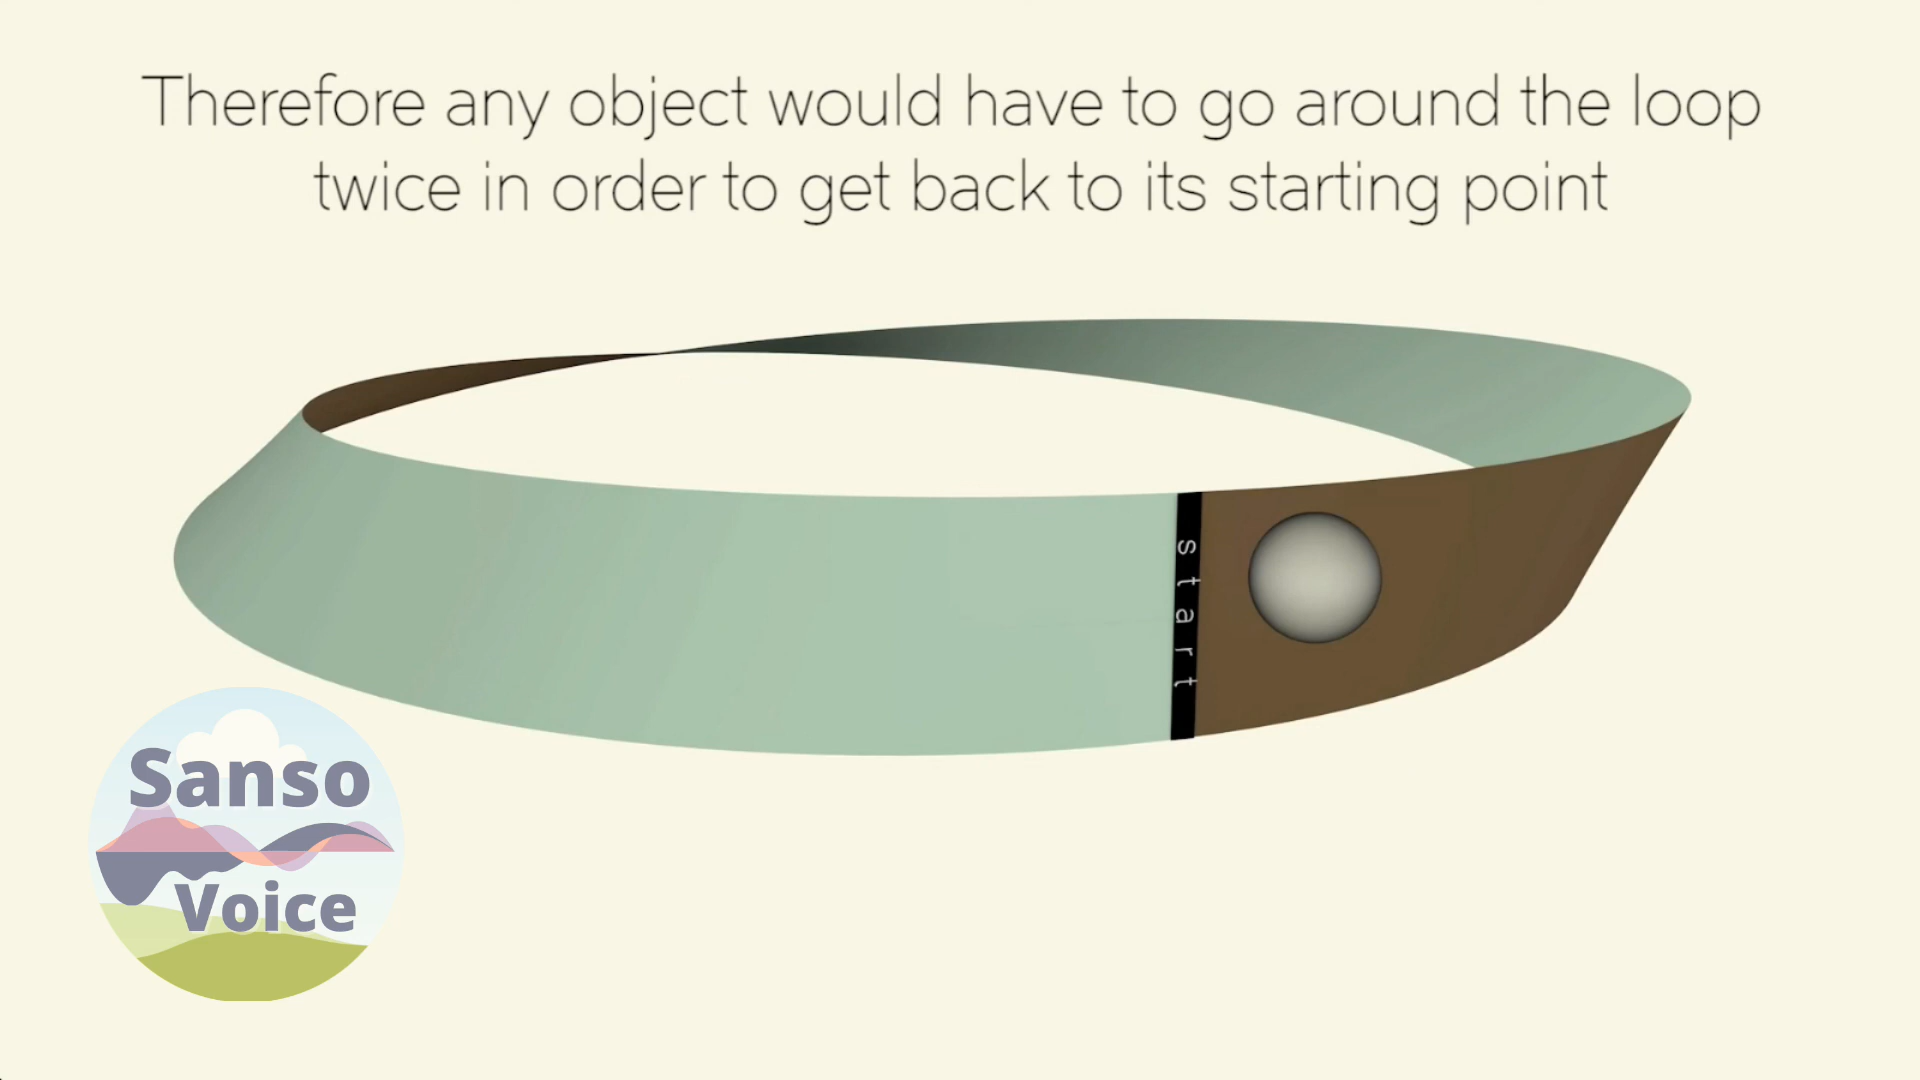 Therefore any object would have to go around the loop
twice in order to get back to its starting point
start
Sanso
Voice